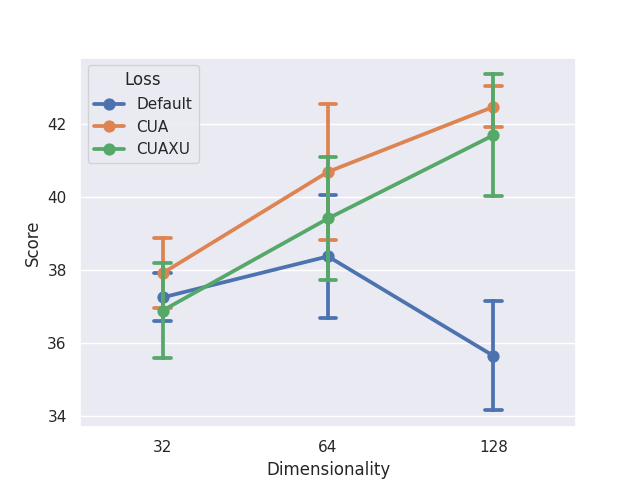 Loss
Default
CUA
CUAXU
42
40
38
36
34
Score
32 64 128
Dimensionality